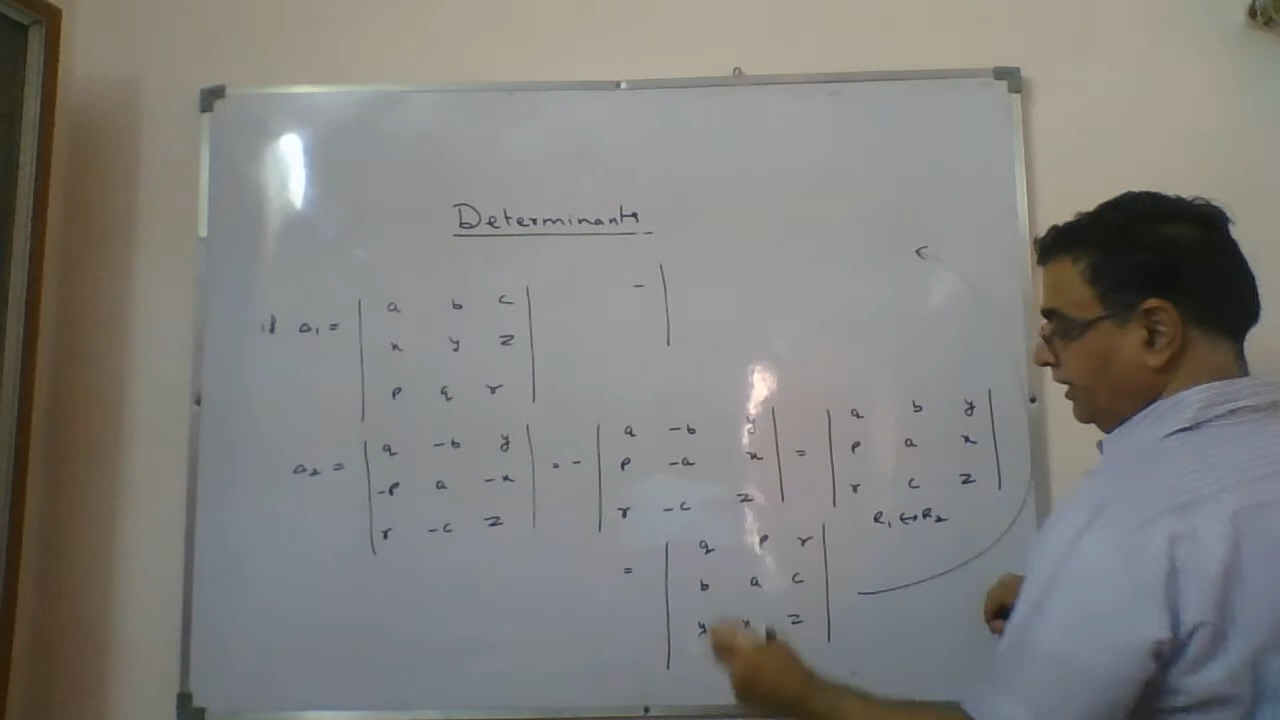 Determinants
if Δ₁ = | a b c |
| x y z |
| p q r |
Δ₂ = | q -b y | = - | q -b y | = | q b y |
| -p a -x | | p -a x | | p a x |
| r -c z | | r -c z | | r c z |
R₁ ↔ R₂
= | q p r |
| b a c |
| y x z |
- |